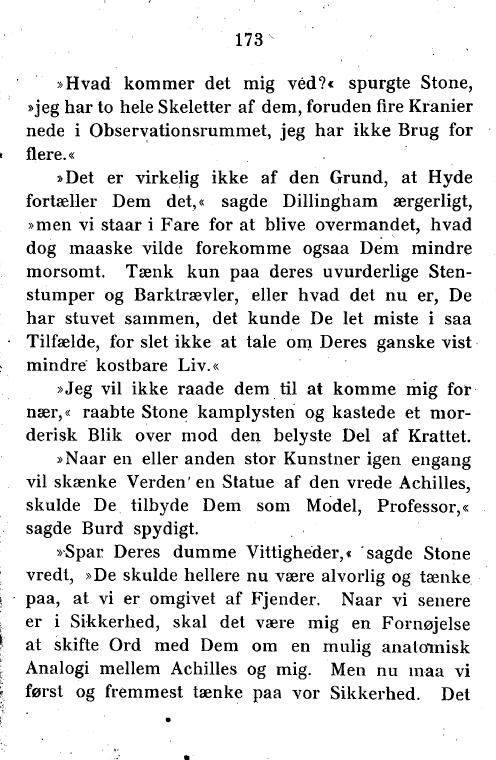 173
»Hvad kommer det mig véd?« spurgte Stone,
»jeg har to hele Skeletter af dem, foruden fire Kranier
nede i Observationsrummet, jeg har ikke Brug for
flere.«
»Det er virkelig ikke af den Grund, at Hyde
fortæller Dem det,« sagde Dillingham ærgerligt,
»men vi staar i Fare for at blive overmandet, hvad
dog maaske vilde forekomme ogsaa Dem mindre
morsomt. Tænk kun paa deres uvurderlige Sten-
stumper og Barktrævler, eller hvad det nu er, De
har stuvet sammen, det kunde De let miste i saa
Tilfælde, for slet ikke at tale om Deres ganske vist
mindre kostbare Liv.«
»Jeg vil ikke raade dem til at komme mig for
nær,« raabte Stone kamplysten og kastede et mor-
derisk Blik over mod den belyste Del af Krattet.
»Naar en eller anden stor Kunstner igen engang
vil skænke Verden en Statue af den vrede Achilles,
skulde De tilbyde Dem som Model, Professor,«
sagde Burd spydigt.
»Spar Deres dumme Vittigheder,« sagde Stone
vredt, »De skulde hellere nu være alvorlig og tænke
paa, at vi er omgivet af Fjender. Naar vi senere
er i Sikkerhed, skal det være mig en Fornøjelse
at skifte Ord med Dem om en mulig anatomisk
Analogi mellem Achilles og mig. Men nu maa vi
først og fremmest tænke paa vor Sikkerhed. Det